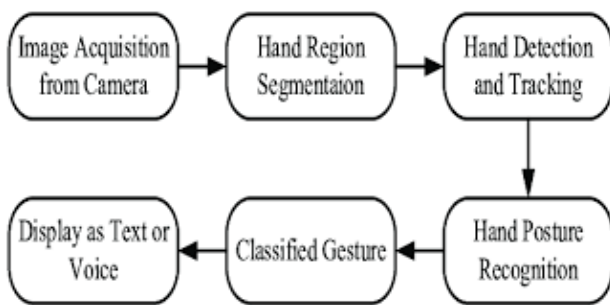 Image Acquisition
from Camera
Hand Region
Segmentaion
Hand Detection
and Tracking
Hand Posture
Recognition
Classified Gesture
Display as Text or
Voice